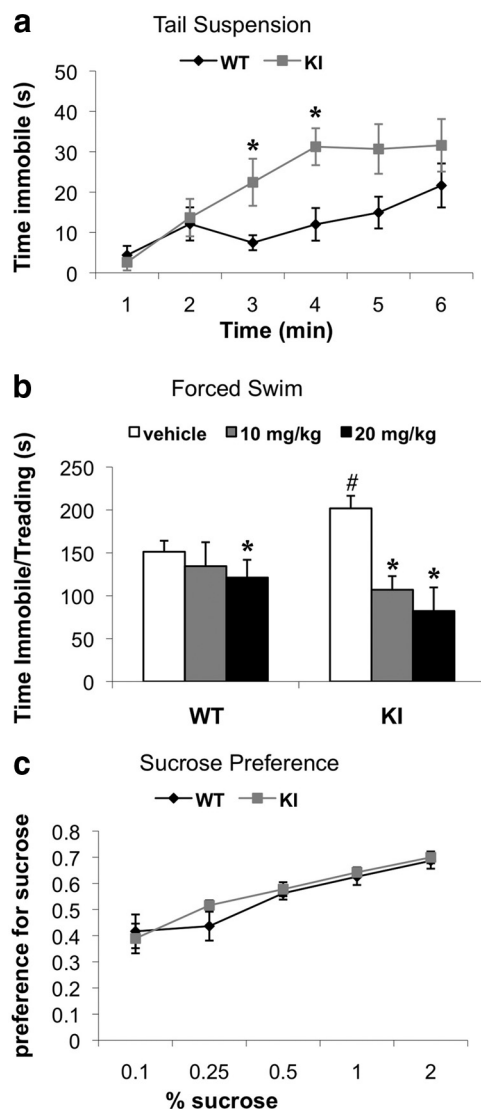 a
Tail Suspension
WT KI
Time immobile (s)
50
40
30
20
10
0
* *
1 2 3 4 5 6
Time (min)
b
Forced Swim
vehicle 10 mg/kg 20 mg/kg
Time Immobile/Treading (s)
250
200
150
100
50
0
* # * *
WT KI
c
Sucrose Preference
WT KI
preference for sucrose
0.8
0.7
0.6
0.5
0.4
0.3
0.2
0.1
0
0.1 0.25 0.5 1 2
% sucrose